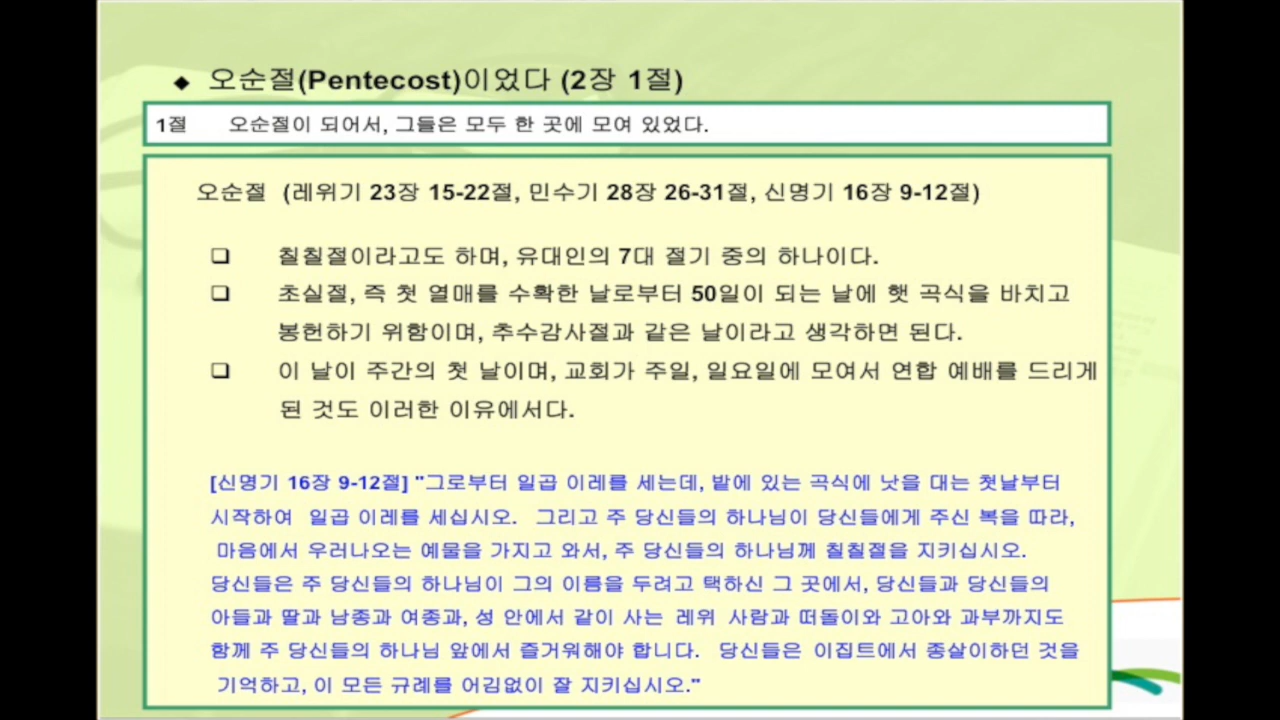 ◆ 오순절(Pentecost)이었다 (2장 1절)
1절 오순절이 되어서, 그들은 모두 한 곳에 모여 있었다.
오순절 (레위기 23장 15-22절, 민수기 28장 26-31절, 신명기 16장 9-12절)
❑ 칠칠절이라고도 하며, 유대인의 7대 절기 중의 하나이다.
❑ 초실절, 즉 첫 열매를 수확한 날로부터 50일이 되는 날에 햇 곡식을 바치고
봉헌하기 위함이며, 추수감사절과 같은 날이라고 생각하면 된다.
❑ 이 날이 주간의 첫 날이며, 교회가 주일, 일요일에 모여서 연합 예배를 드리게
된 것도 이러한 이유에서다.
[신명기 16장 9-12절] "그로부터 일곱 이레를 세는데, 밭에 있는 곡식에 낫을 대는 첫날부터
시작하여 일곱 이레를 세십시오. 그리고 주 당신들의 하나님이 당신들에게 주신 복을 따라,
마음에서 우러나오는 예물을 가지고 와서, 주 당신들의 하나님께 칠칠절을 지키십시오.
당신들은 주 당신들의 하나님이 그의 이름을 두려고 택하신 그 곳에서, 당신들과 당신들의
아들과 딸과 남종과 여종과, 성 안에서 같이 사는 레위 사람과 떠돌이와 고아와 과부까지도
함께 주 당신들의 하나님 앞에서 즐거워해야 합니다. 당신들은 이집트에서 종살이하던 것을
기억하고, 이 모든 규례를 어김없이 잘 지키십시오."